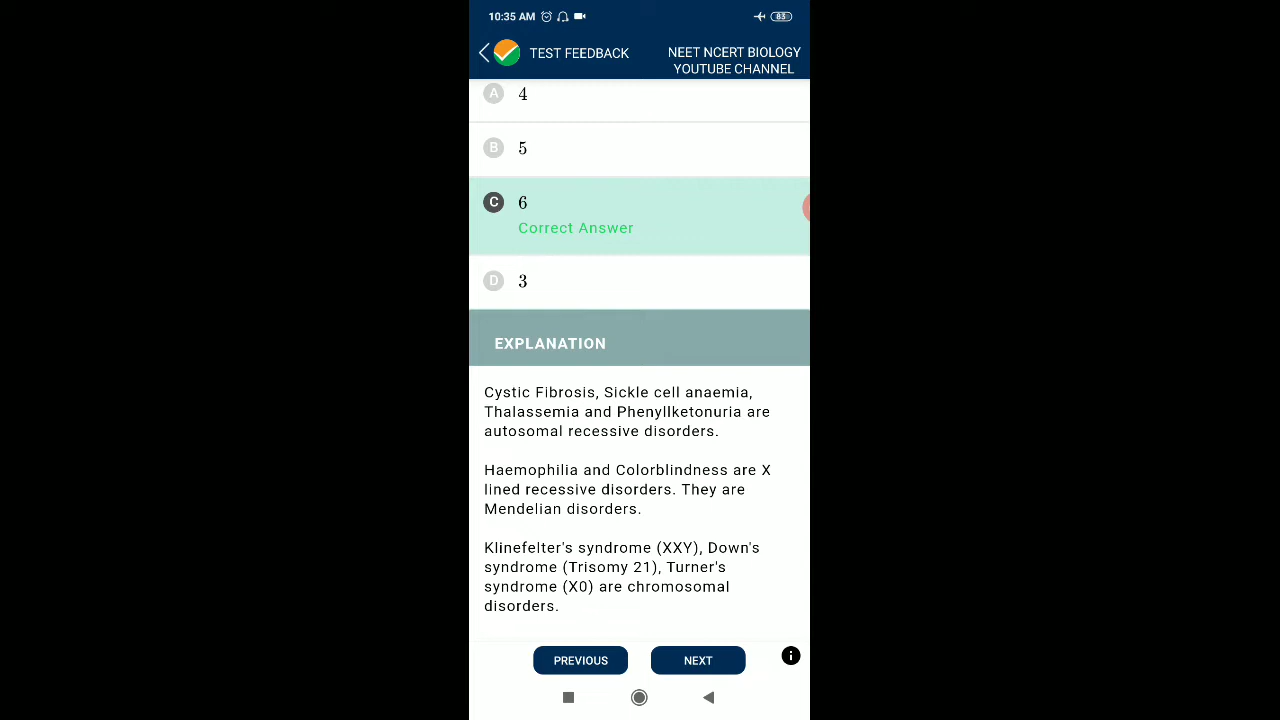 10:35 AM 83
TEST FEEDBACK
NEET NCERT BIOLOGY
YOUTUBE CHANNEL
A 4
B 5
C 6
Correct Answer
D 3
EXPLANATION
Cystic Fibrosis, Sickle cell anaemia,
Thalassemia and Phenyllketonuria are
autosomal recessive disorders.
Haemophilia and Colorblindness are X
lined recessive disorders. They are
Mendelian disorders.
Klinefelter's syndrome (XXY), Down's
syndrome (Trisomy 21), Turner's
syndrome (X0) are chromosomal
disorders.
PREVIOUS NEXT i